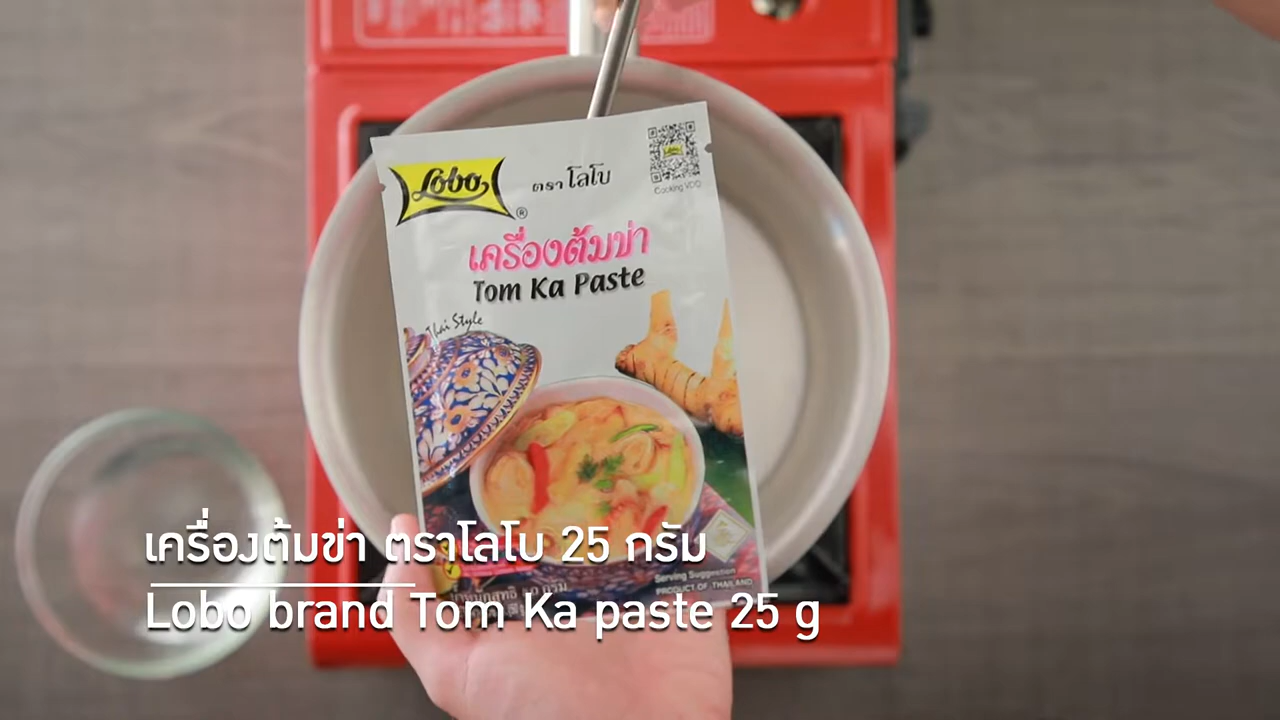 Lobo
®
ตรา โลโบ
Cooking VDO
เครื่องต้มข่า
Tom Ka Paste
Thai Style
เครื่องต้มข่า ตราโลโบ 25 กรัม
Lobo brand Tom Ka paste 25 g
Serving Suggestion
PRODUCT OF THAILAND